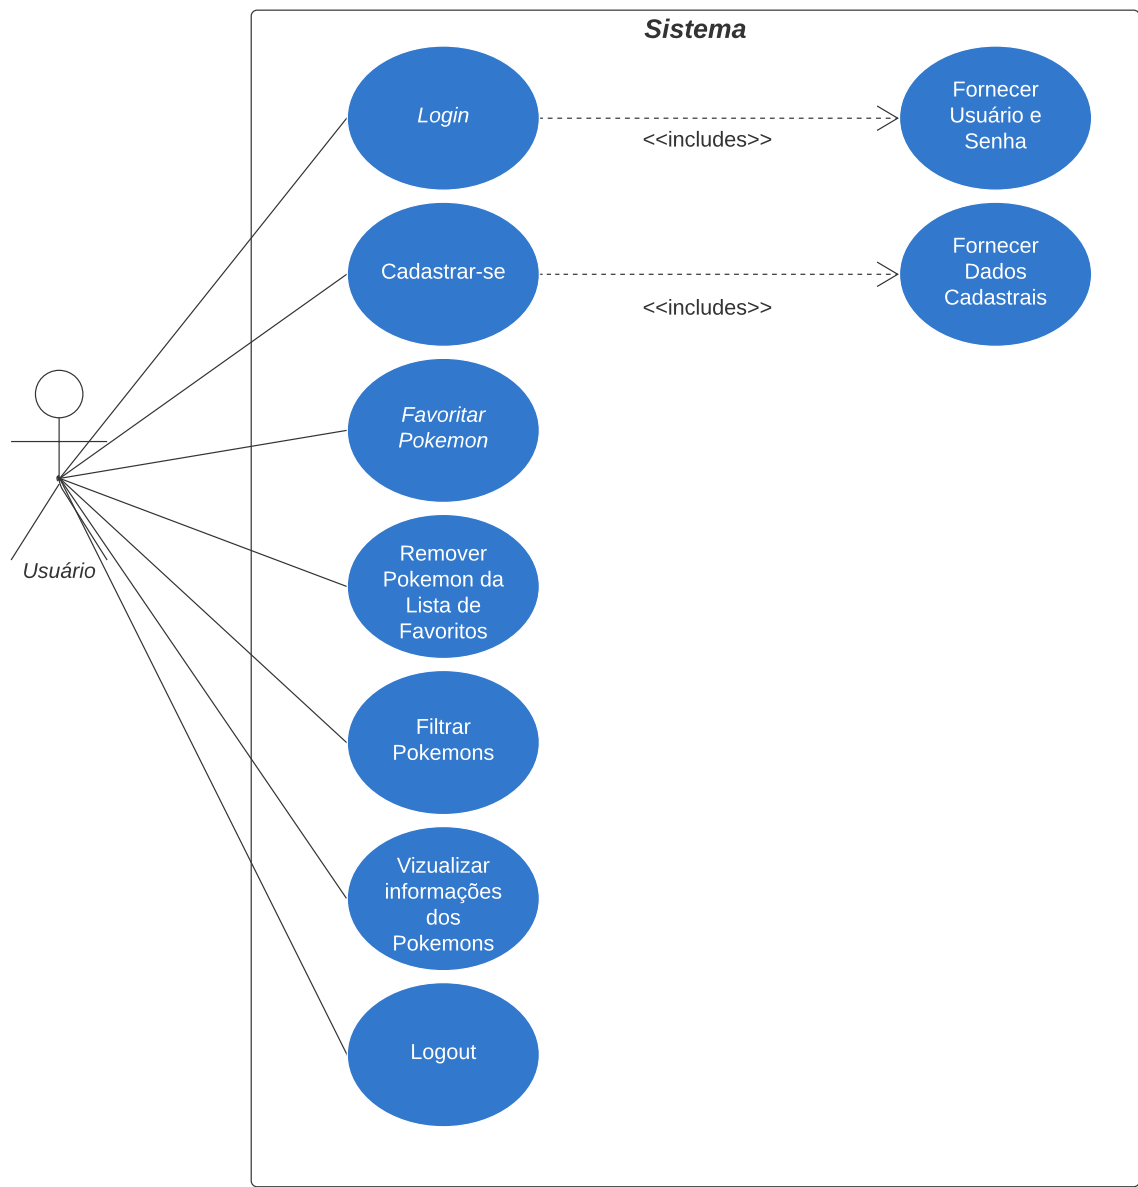 Sistema
Login
<<includes>>
Fornecer
Usuário e
Senha
Cadastrar-se
<<includes>>
Fornecer
Dados
Cadastrais
Favoritar
Pokemon
Usuário
Remover
Pokemon da
Lista de
Favoritos
Filtrar
Pokemons
Vizualizar
informações
dos
Pokemons
Logout